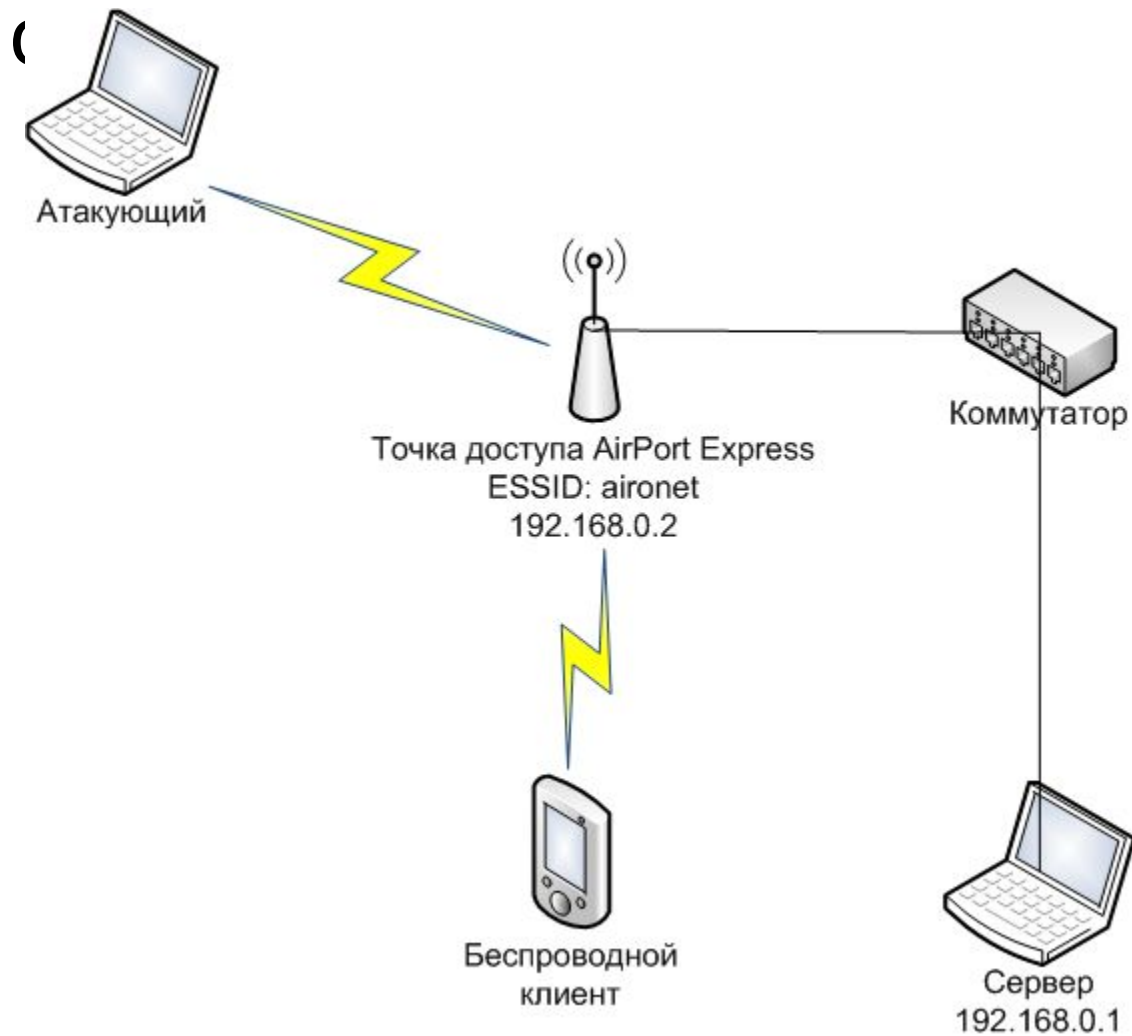 Атакующий
Точка доступа AirPort Express
ESSID: aironet
192.168.0.2
Коммутатор
Беспроводной
клиент
Сервер
192.168.0.1